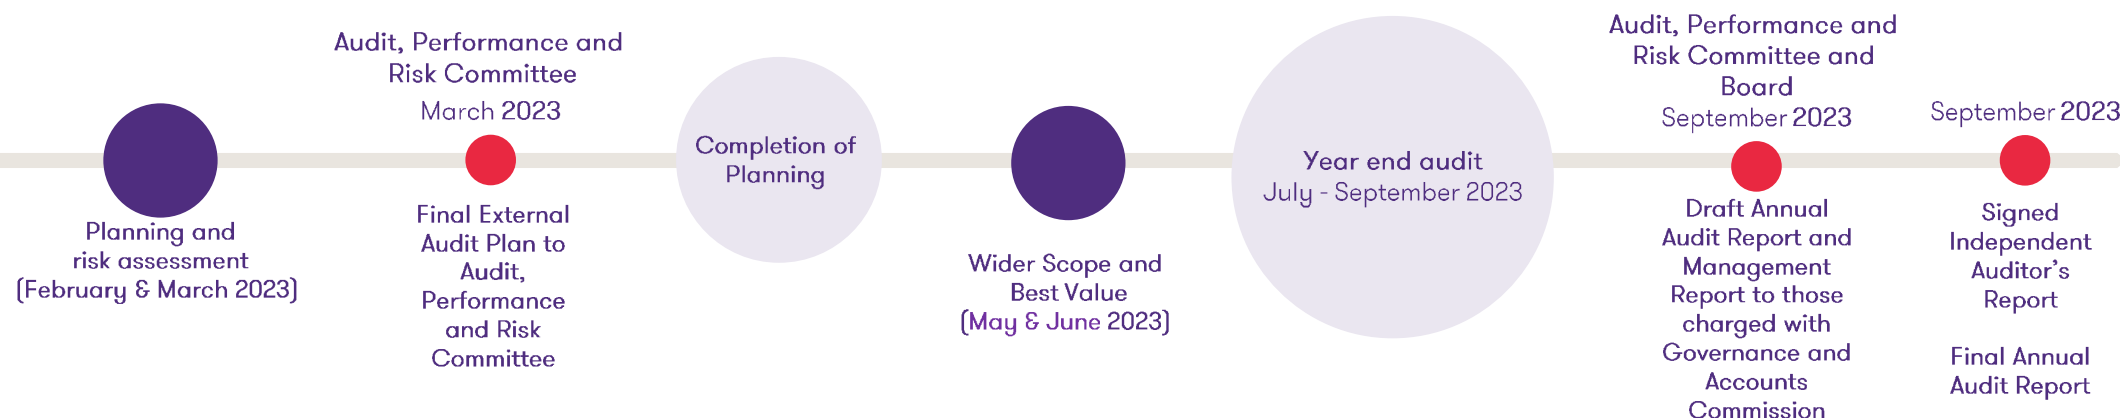 Planning and
risk assessment
(February & March 2023)
Audit, Performance and
Risk Committee
March 2023
Final External
Audit Plan to
Audit,
Performance
and Risk
Committee
Completion of
Planning
Wider Scope and
Best Value
(May & June 2023)
Year end audit
July - September 2023
Audit, Performance and
Risk Committee and
Board
September 2023
Draft Annual
Audit Report and
Management
Report to those
charged with
Governance and
Accounts
Commission
September 2023
Signed
Independent
Auditor's
Report
Final Annual
Audit Report